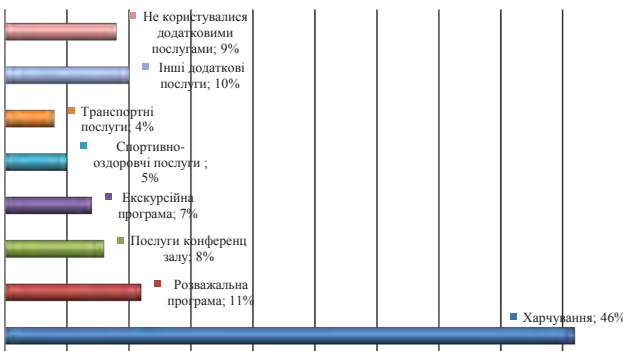 Не користувалися
додатковими
послугами; 9%
Інші додаткові
послуги; 10%
Транспортні
послуги; 4%
Спортивно-
оздоровчі послуги ;
5%
Екскурсійна
програма; 7%
Послуги конференц
залу; 8%
Розважальна
програма; 11%
Харчування; 46%